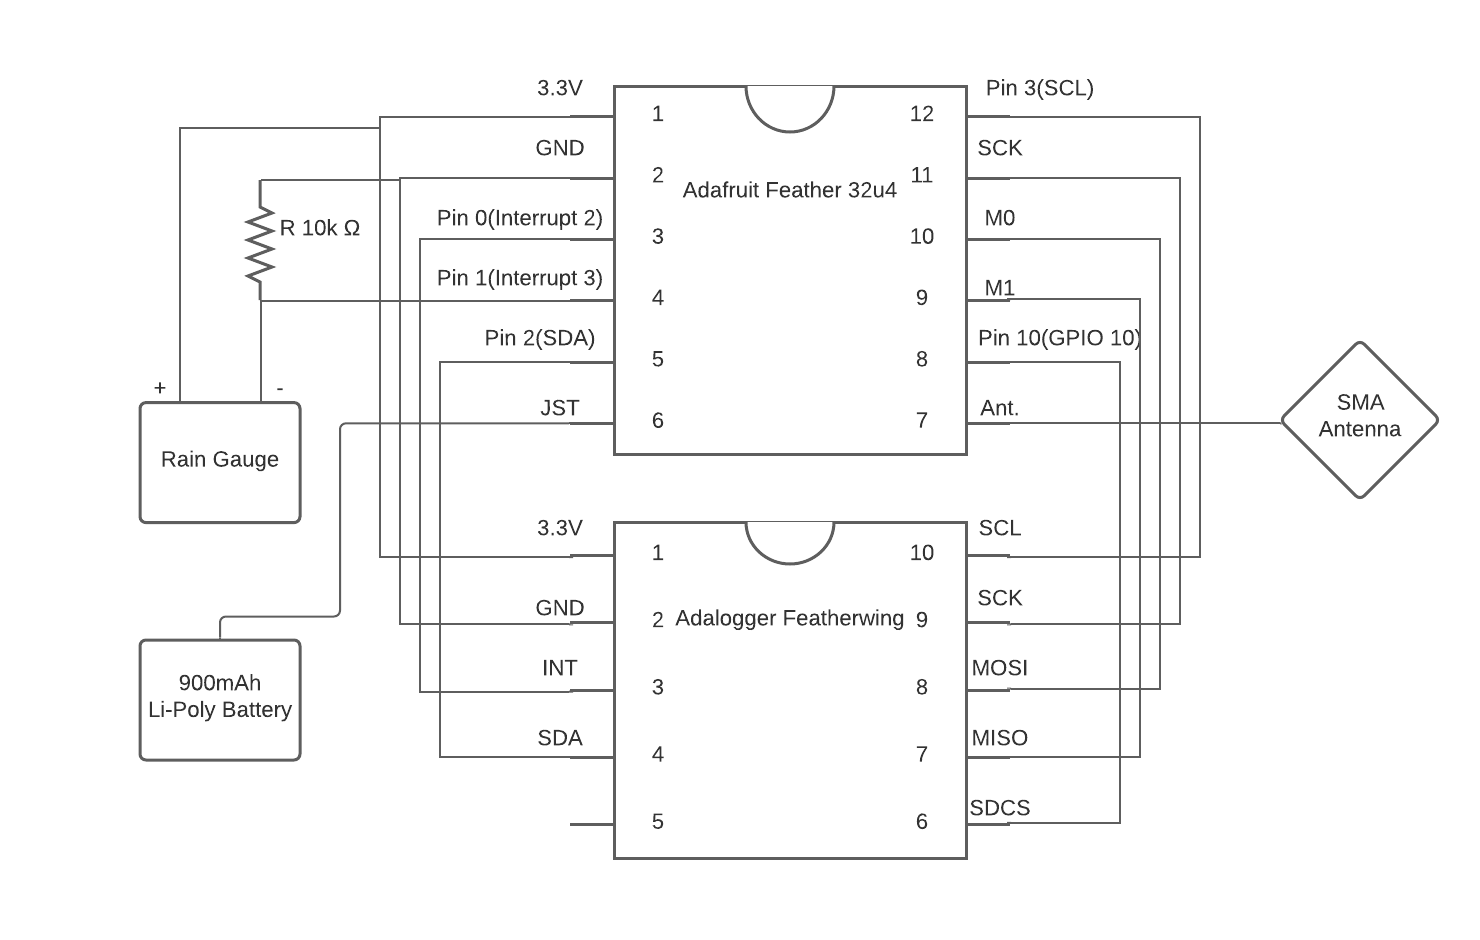 3.3V
Pin 3(SCL)
1
12
GND
SCK
2
Adafruit Feather 32u4
11
R 10k Ω
Pin 0(Interrupt 2)
M0
3
10
Pin 1(Interrupt 3)
M1
4
9
Pin 2(SDA)
Pin 10(GPIO 10)
5
8
+
-
JST
Ant.
6
7
SMA
Antenna
Rain Gauge
3.3V
SCL
1
10
GND
SCK
2
Adalogger Featherwing
9
INT
MOSI
3
8
900mAh
Li-Poly Battery
SDA
MISO
4
7
SDCS
5
6